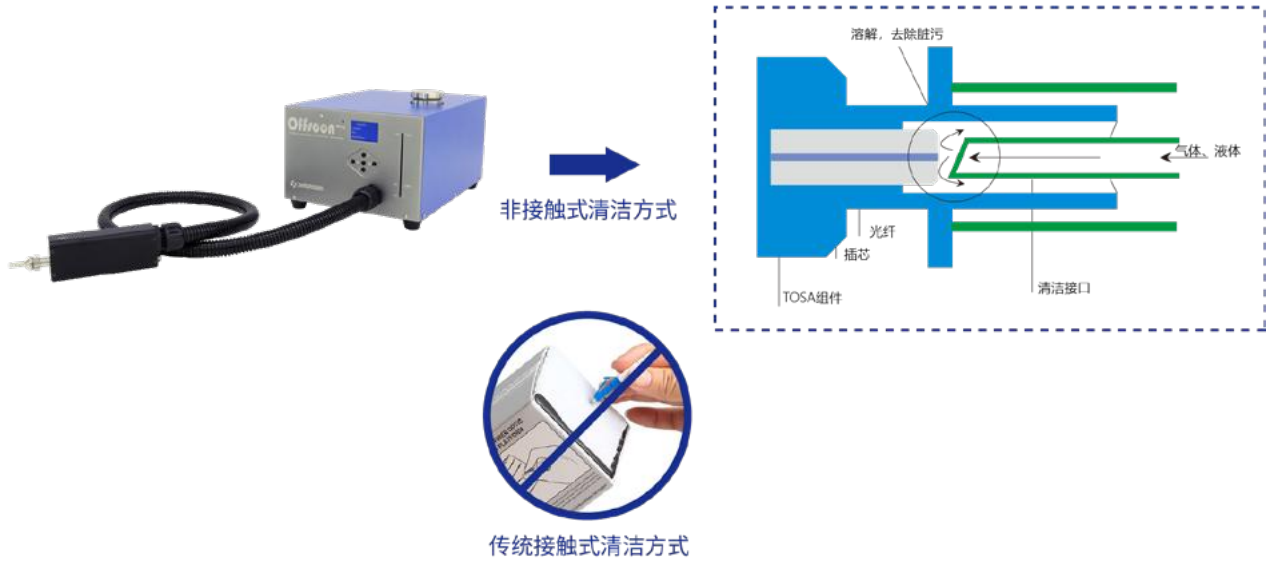 溶解，去除脏污
气体、液体
光纤
插芯
清洁接口
TOSA组件
Offcoon
非接触式清洁方式
传统接触式清洁方式